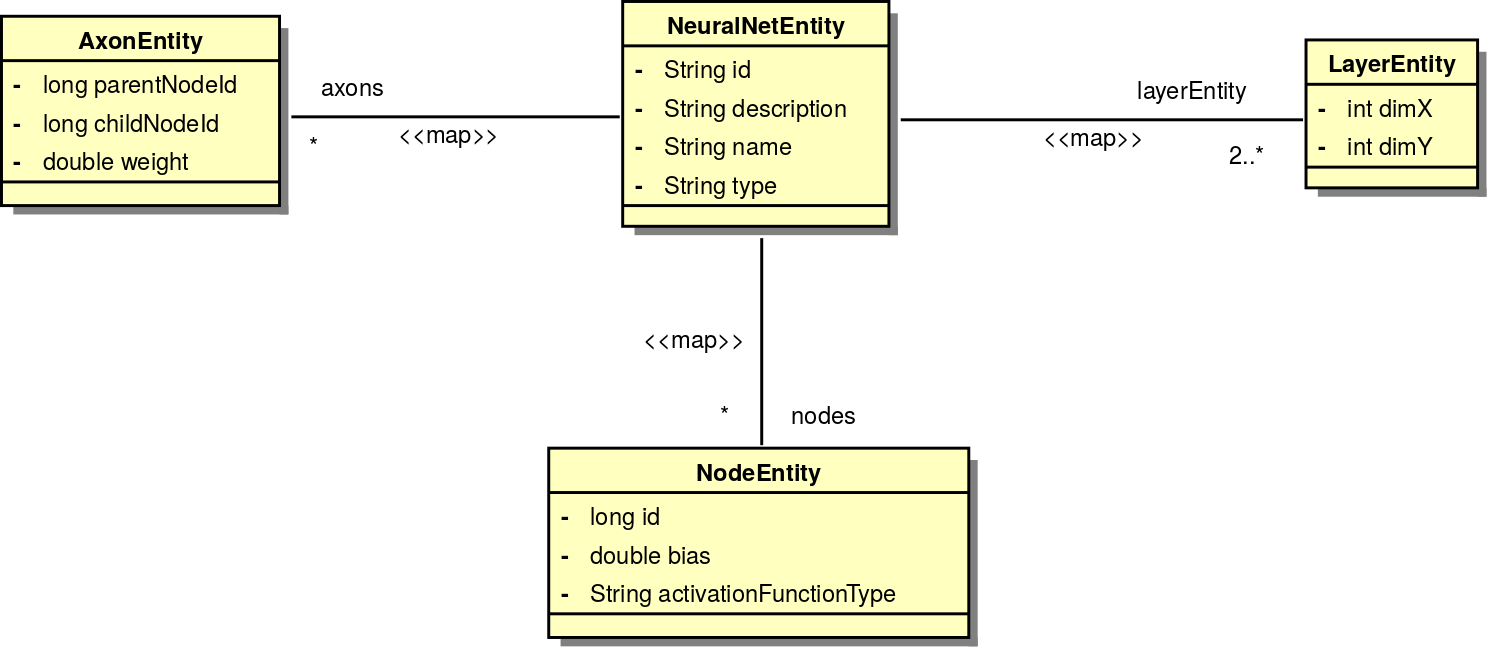 AxonEntity
- long parentNodeId
- long childNodeId
- double weight
axons
*
<<map>>
NeuralNetEntity
- String id
- String description
- String name
- String type
layerEntity
<<map>>
2..*
LayerEntity
- int dimX
- int dimY
<<map>>
* nodes
NodeEntity
- long id
- double bias
- String activationFunctionType